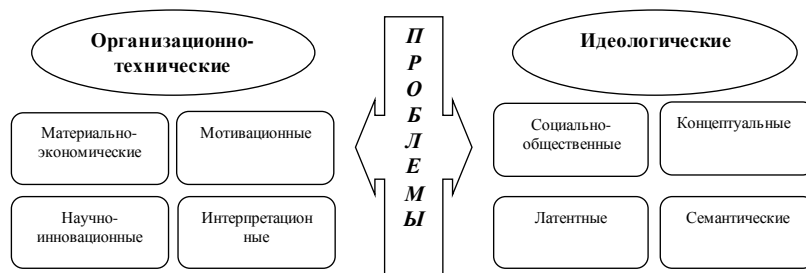 Организационно-
технические
Материально-
экономические
Мотивационные
Научно-
инновационные
Интерпретацион
ные
П
Р
О
Б
Л
Е
М
Ы
Идеологические
Социально-
общественные
Концептуальные
Латентные
Семантические